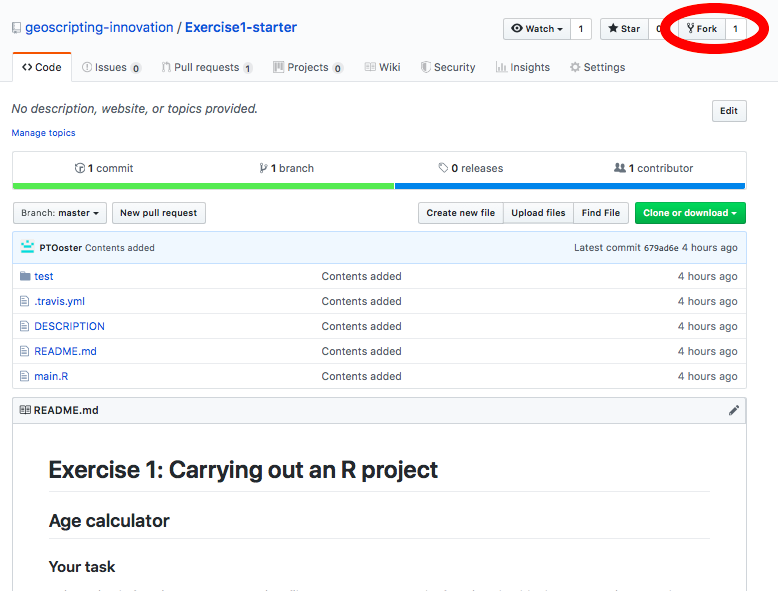 geoscripting-innovation / Exercise1-starter
Watch 1 Star Fork 1
Code Issues 0 Pull requests 1 Projects 0 Wiki Security Insights Settings
No description, website, or topics provided. Edit
Manage topics
1 commit 1 branch 0 releases 1 contributor
Branch: master New pull request Create new file Upload files Find File Clone or download
PTOoster Contents added Latest commit 679ad6e 4 hours ago
test Contents added 4 hours ago
.travis.yml Contents added 4 hours ago
DESCRIPTION Contents added 4 hours ago
README.md Contents added 4 hours ago
main.R Contents added 4 hours ago
README.md
Exercise 1: Carrying out an R project
Age calculator
Your task